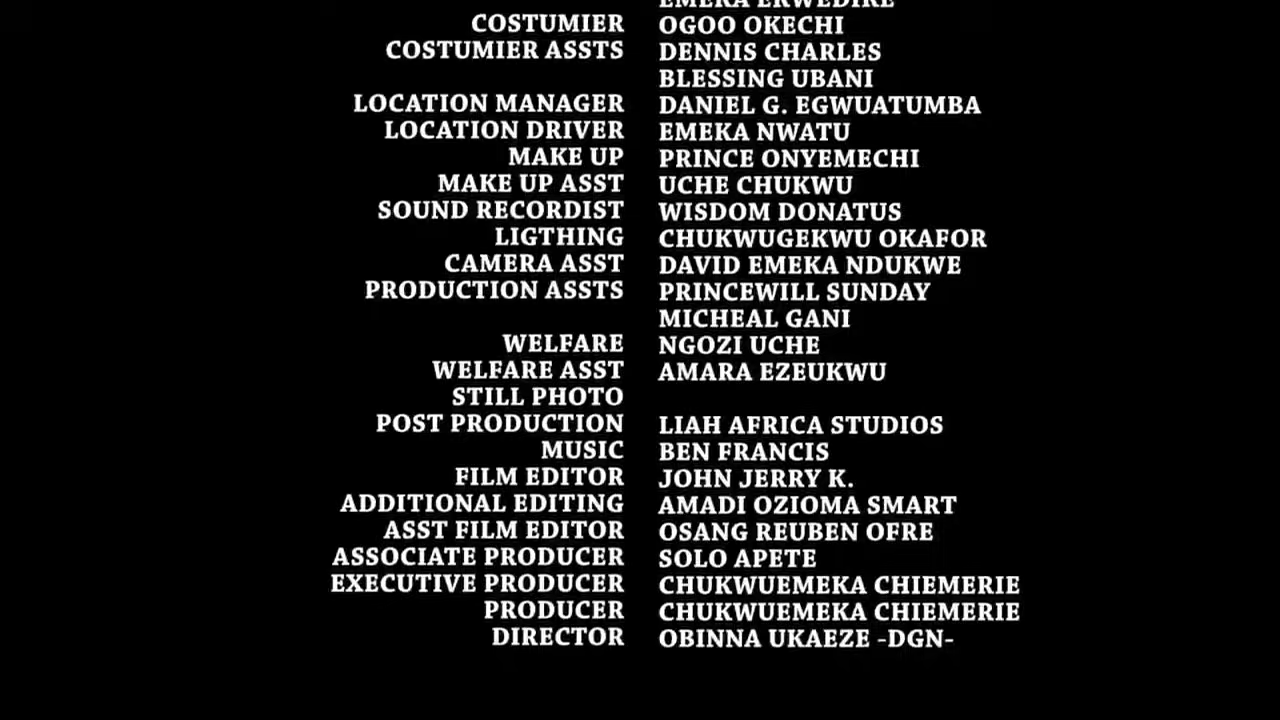 EMEKA EKWEDIKE
COSTUMIER OGOO OKECHI
COSTUMIER ASSTS DENNIS CHARLES
BLESSING UBANI
LOCATION MANAGER DANIEL G. EGWUATUMBA
LOCATION DRIVER EMEKA NWATU
MAKE UP PRINCE ONYEMECHI
MAKE UP ASST UCHE CHUKWU
SOUND RECORDIST WISDOM DONATUS
LIGTHING CHUKWUGEKWU OKAFOR
CAMERA ASST DAVID EMEKA NDUKWE
PRODUCTION ASSTS PRINCEWILL SUNDAY
MICHEAL GANI
WELFARE NGOZI UCHE
WELFARE ASST AMARA EZEUKWU
STILL PHOTO
POST PRODUCTION LIAH AFRICA STUDIOS
MUSIC BEN FRANCIS
FILM EDITOR JOHN JERRY K.
ADDITIONAL EDITING AMADI OZIOMA SMART
ASST FILM EDITOR OSANG REUBEN OFRE
ASSOCIATE PRODUCER SOLO APETE
EXECUTIVE PRODUCER CHUKWUEMEKA CHIEMERIE
PRODUCER CHUKWUEMEKA CHIEMERIE
DIRECTOR OBINNA UKAEZE -DGN-